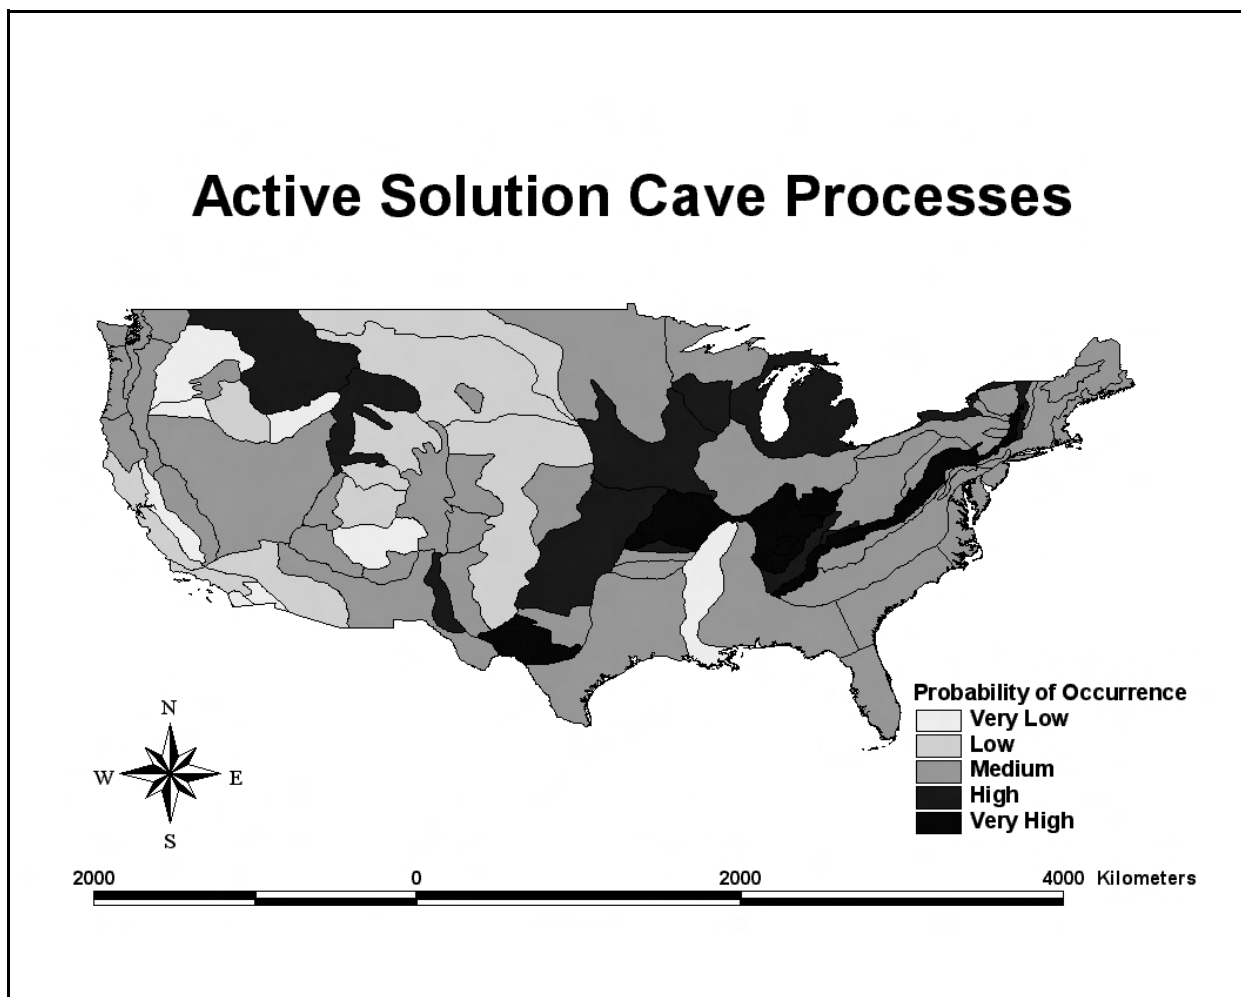 Active Solution Cave Processes
Probability of Occurrence
Very Low
Low
Medium
High
Very High
N
W E
S
2000 0 2000 4000 Kilometers